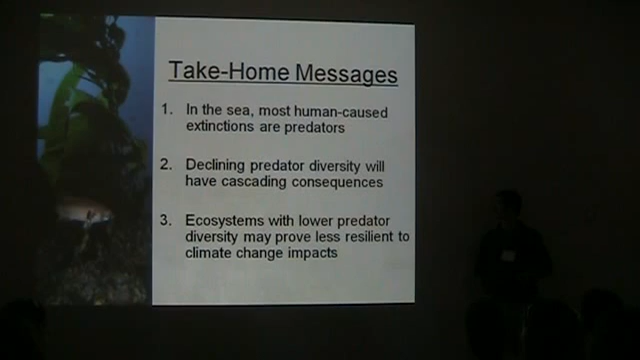 Take-Home Messages
1. In the sea, most human-caused
extinctions are predators
2. Declining predator diversity will
have cascading consequences
3. Ecosystems with lower predator
diversity may prove less resilient to
climate change impacts